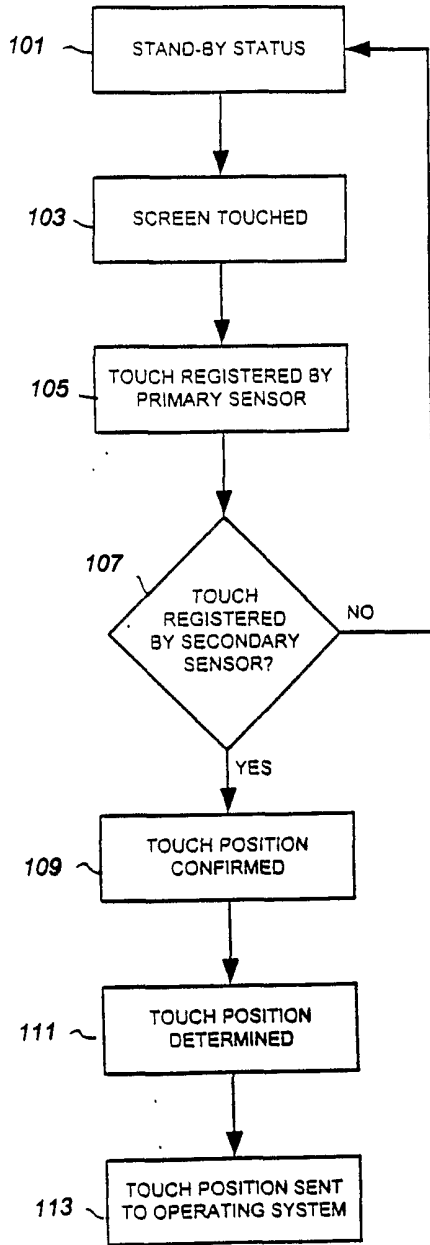 101
STAND-BY STATUS
103
SCREEN TOUCHED
105
TOUCH REGISTERED BY
PRIMARY SENSOR
107
TOUCH
REGISTERED
BY SECONDARY
SENSOR?
NO
YES
109
TOUCH POSITION
CONFIRMED
111
TOUCH POSITION
DETERMINED
113
TOUCH POSITION SENT
TO OPERATING SYSTEM